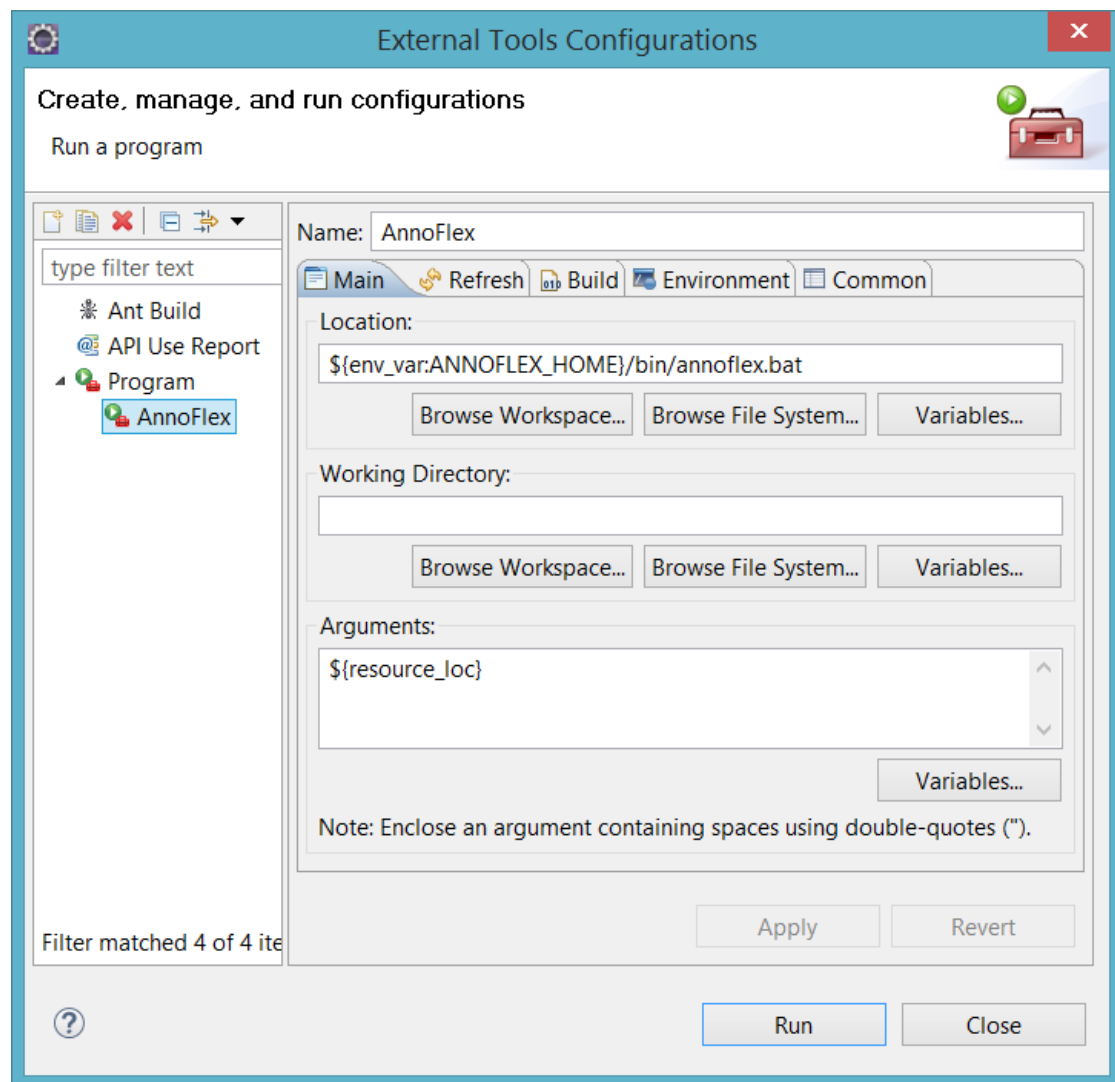 External Tools Configurations
Create, manage, and run configurations
Run a program
type filter text
Ant Build
API Use Report
Program
AnnoFlex
Filter matched 4 of 4 ite
Name: AnnoFlex
Main Refresh Build Environment Common
Location:
${env_var:ANNOFLEX_HOME}/bin/annoflex.bat
Browse Workspace... Browse File System... Variables...
Working Directory:
Browse Workspace... Browse File System... Variables...
Arguments:
${resource_loc}
Variables...
Note: Enclose an argument containing spaces using double-quotes (").
Apply Revert
Run Close